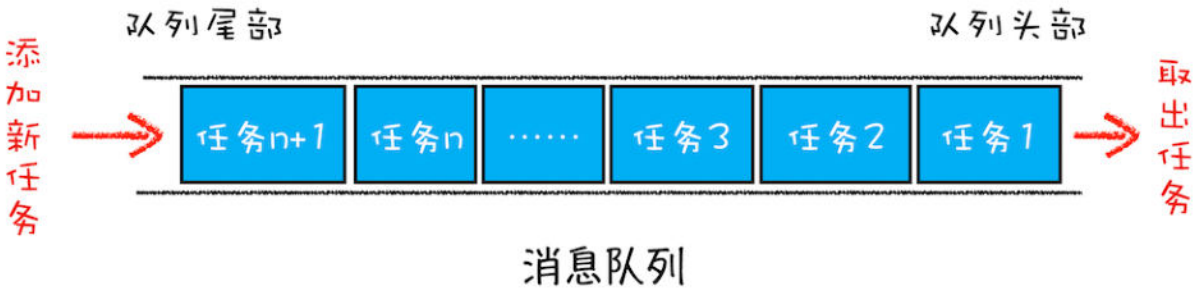 队列尾部
队列头部
添加新任务
任务n+1
任务n
……
任务3
任务2
任务1
取出任务
消息队列